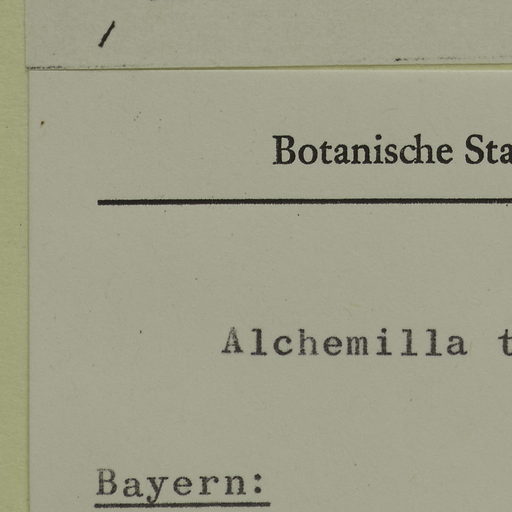 Botanische Sta
Alchemilla t
Bayern: